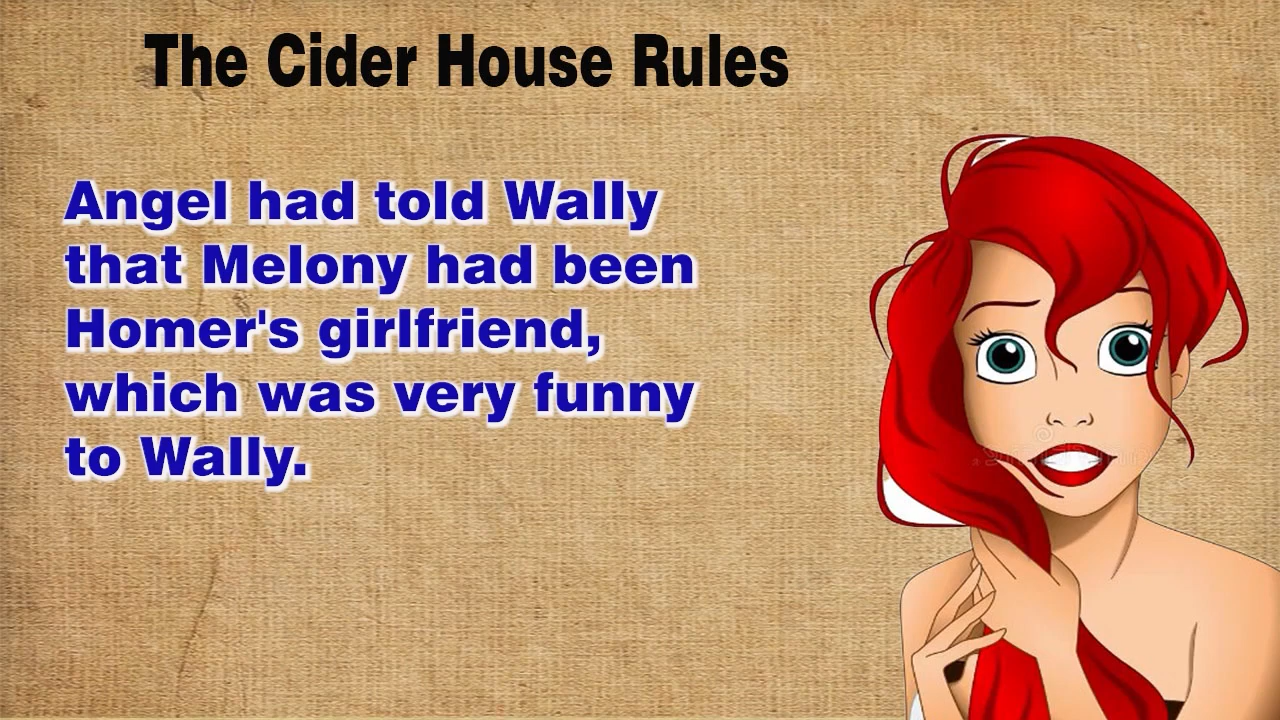 The Cider House Rules
Angel had told Wally
that Melony had been
Homer's girlfriend,
which was very funny
to Wally.